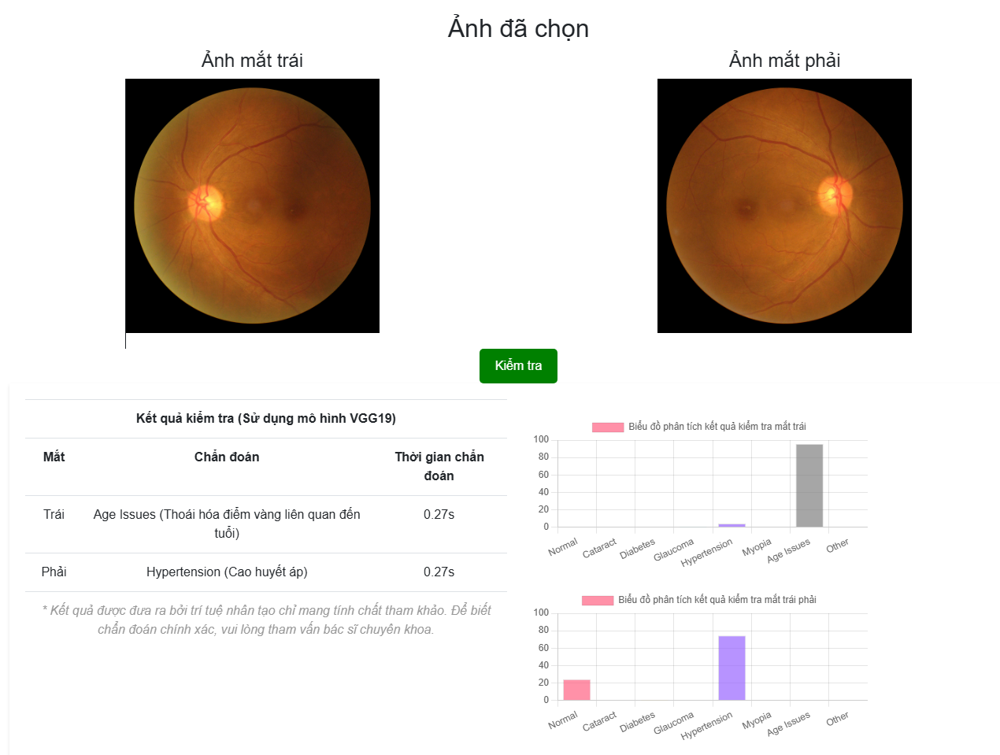 Ảnh đã chọn
Ảnh mắt trái
Ảnh mắt phải
Kiểm tra
Kết quả kiểm tra (Sử dụng mô hình VGG19)
Mắt
Chẩn đoán
Thời gian chẩn
đoán
Trái
Age Issues (Thoái hóa điểm vàng liên quan đến
tuổi)
0.27s
Phải
Hypertension (Cao huyết áp)
0.27s
* Kết quả được đưa ra bởi trí tuệ nhân tạo chỉ mang tính chất tham khảo. Để biết
chẩn đoán chính xác, vui lòng tham vấn bác sĩ chuyên khoa.
Biểu đồ phân tích kết quả kiểm tra mắt trái
100
80
60
40
20
0
Normal
Cataract
Diabetes
Glaucoma
Hypertension
Myopia
Age Issues
Other
Biểu đồ phân tích kết quả kiểm tra mắt trái phải
100
80
60
40
20
0
Normal
Cataract
Diabetes
Glaucoma
Hypertension
Myopia
Age Issues
Other